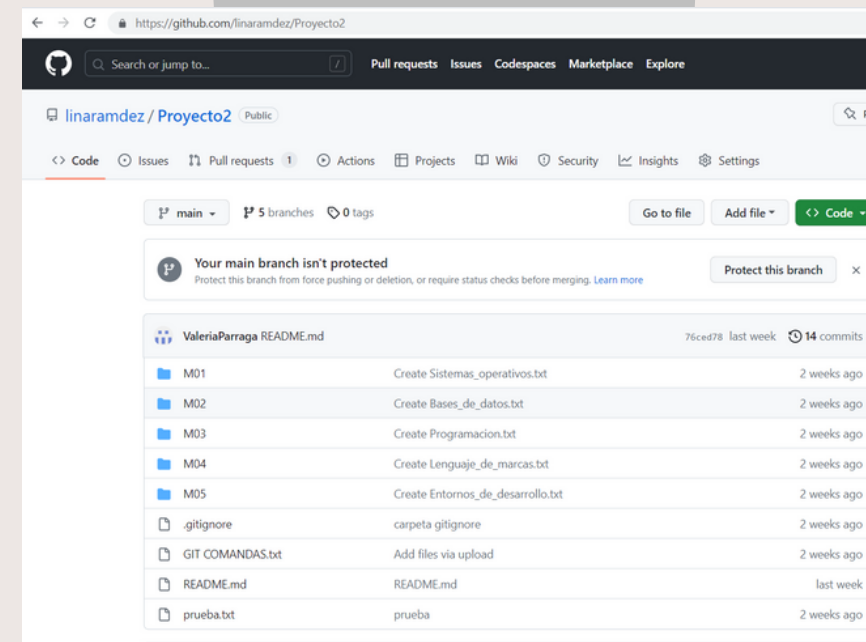 https://github.com/linaramdez/Proyecto2
Search or jump to... / Pull requests Issues Codespaces Marketplace Explore
linaramdez / Proyecto2 Public
<> Code Issues Pull requests 1 Actions Projects Wiki Security Insights Settings
main 5 branches 0 tags Go to file Add file <> Code
Your main branch isn't protected
Protect this branch from force pushing or deletion, or require status checks before merging. Learn more
Protect this branch ×
ValeriaParraga README.md 76ced78 last week 14 commits
M01 Create Sistemas_operativos.txt 2 weeks ago
M02 Create Bases_de_datos.txt 2 weeks ago
M03 Create Programacion.txt 2 weeks ago
M04 Create Lenguaje_de_marcas.txt 2 weeks ago
M05 Create Entornos_de_desarrollo.txt 2 weeks ago
.gitignore carpeta gitignore 2 weeks ago
GIT COMANDAS.txt Add files via upload 2 weeks ago
README.md README.md last week
prueba.txt prueba 2 weeks ago